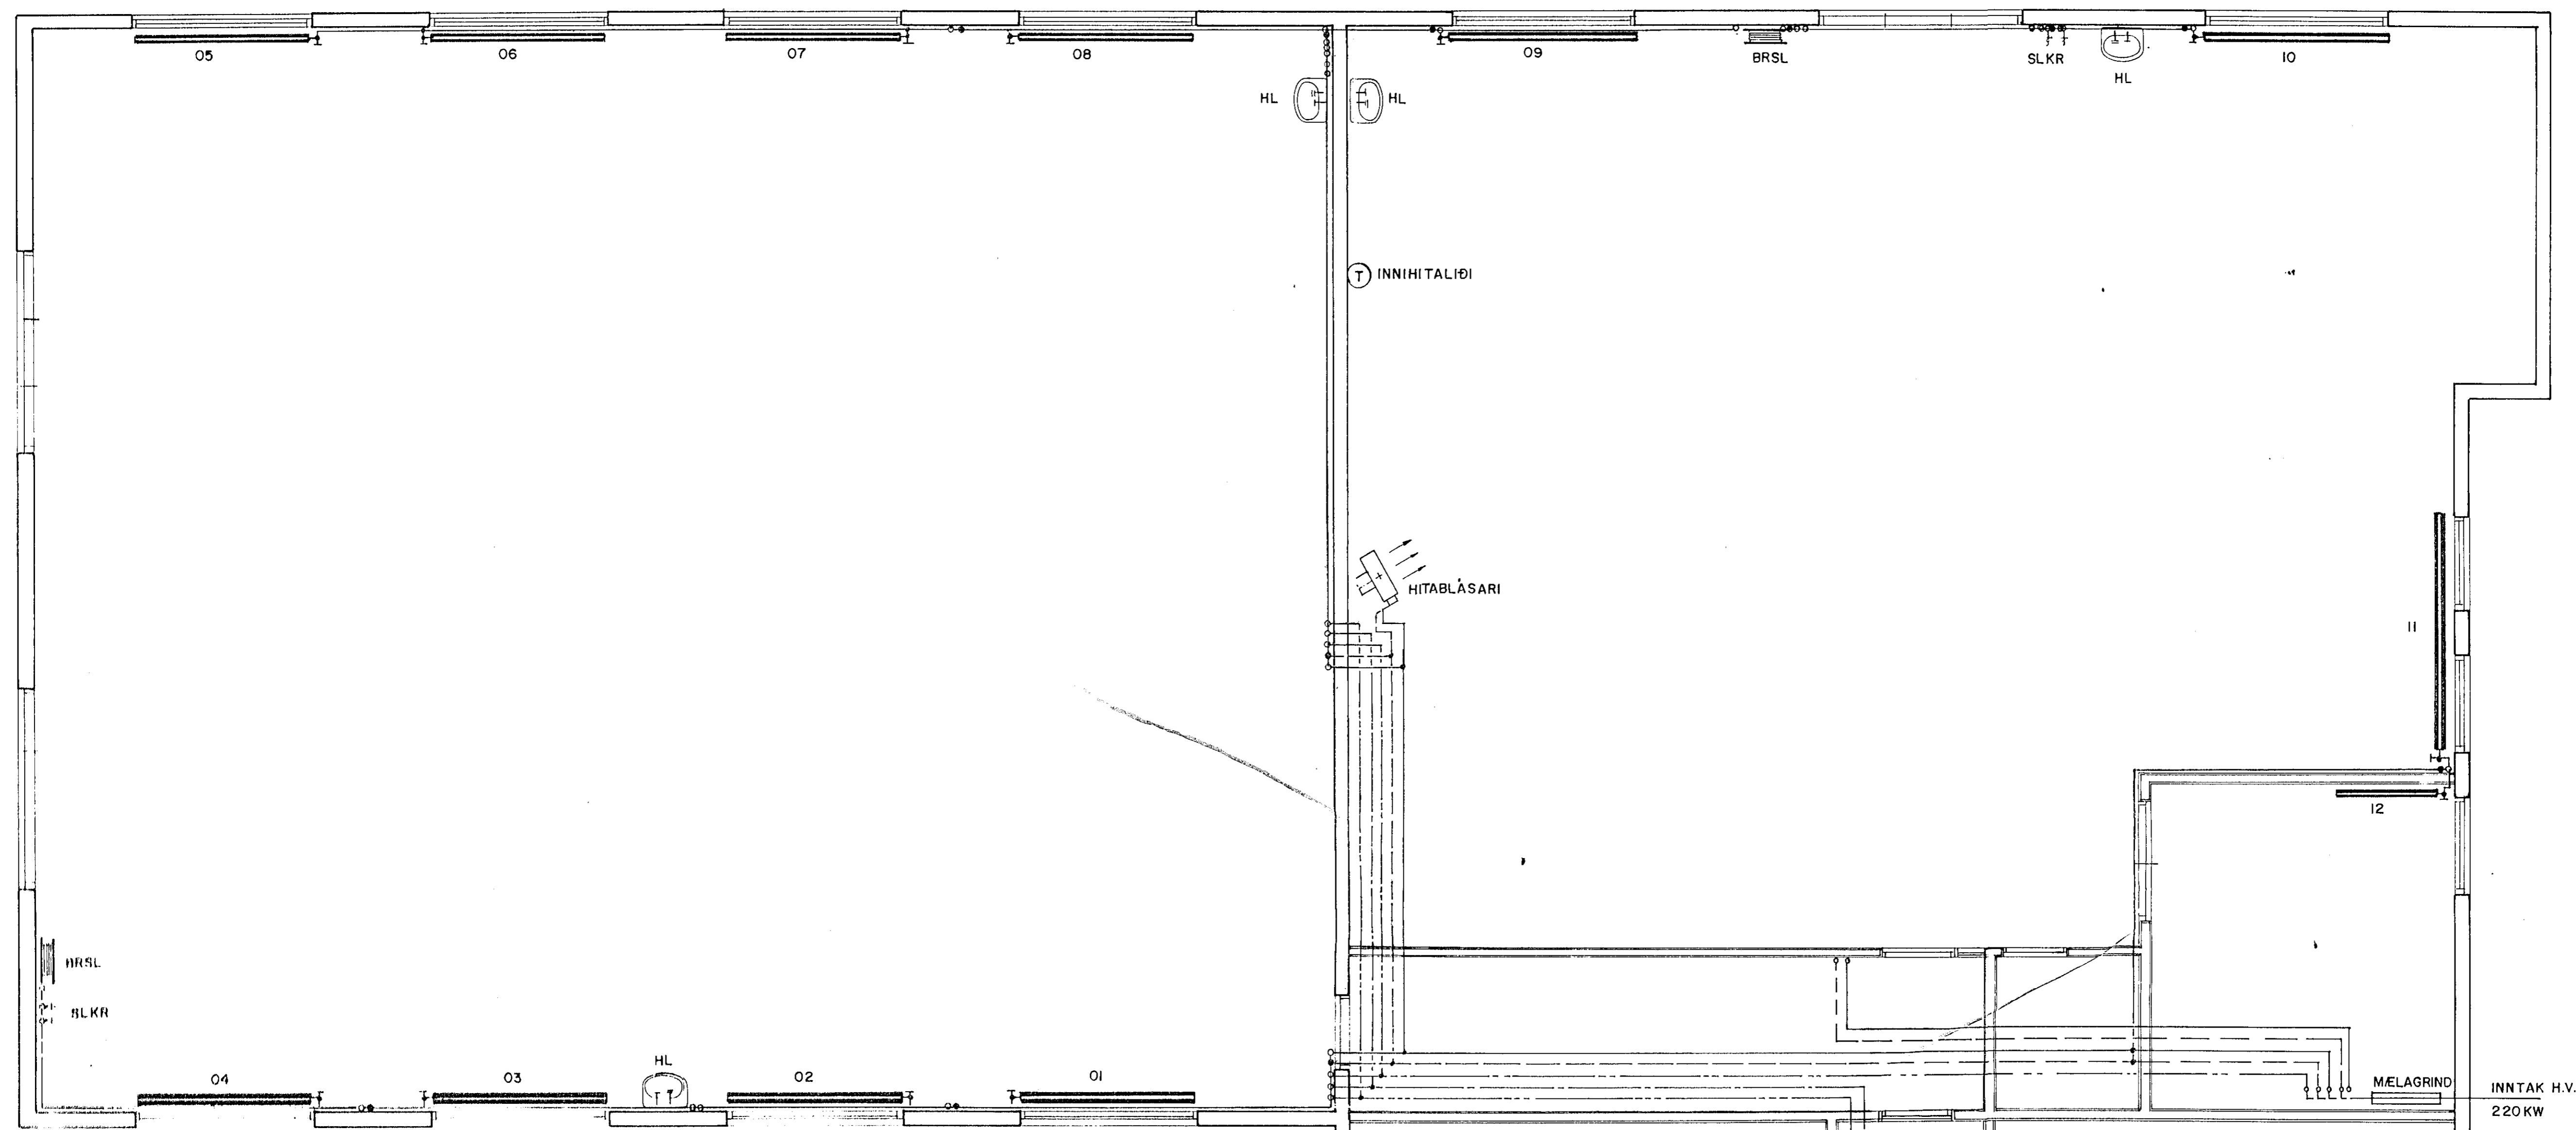 05
06
07
08
09
BRSL
SLKR
HL
10
HL
HL
T INNIHITALIÐI
HITABLÁSARI
11
12
BRSL
SLKR
04
03
HL
02
01
MÆLAGRIND
INNTAK H.V.
220KW